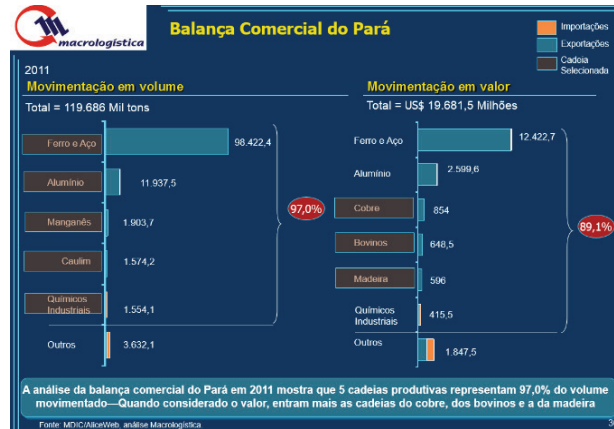 macrologística
Balança Comercial do Pará
Importações
Exportações
Cadoia
Selecionada
2011
Movimentação em volume
Total = 119.686 Mil tons
Ferro e Aço
98.422,4
Alumínio
11.937,5
Manganês
1.903,7
Caulim
1.574,2
Químicos
Industriais
1.554,1
Outros
3.632,1
97,0%
Movimentação em valor
Total = US$ 19.681,5 Milhões
Ferro e Aço
12.422,7
Alumínio
2.599,6
Cobre
854
Bovinos
648,5
Madeira
596
Químicos
Industriais
415,5
Outros
1.847,5
89,1%
A análise da balança comercial do Pará em 2011 mostra que 5 cadeias produtivas representam 97,0% do volume
movimentado—Quando considerado o valor, entram mais as cadeias do cobre, dos bovinos e a da madeira
Fonte: MDIC/AliceWeb, análise Macrologística